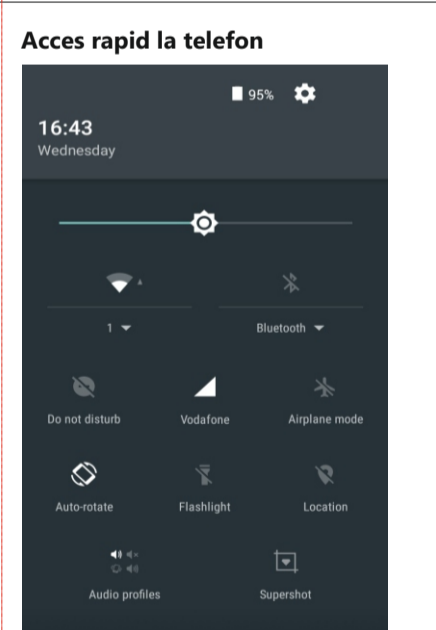 Acces rapid la telefon
95%
16:43
Wednesday
1
Bluetooth
Do not disturb
Vodafone
Airplane mode
Auto-rotate
Flashlight
Location
Audio profiles
Supershot